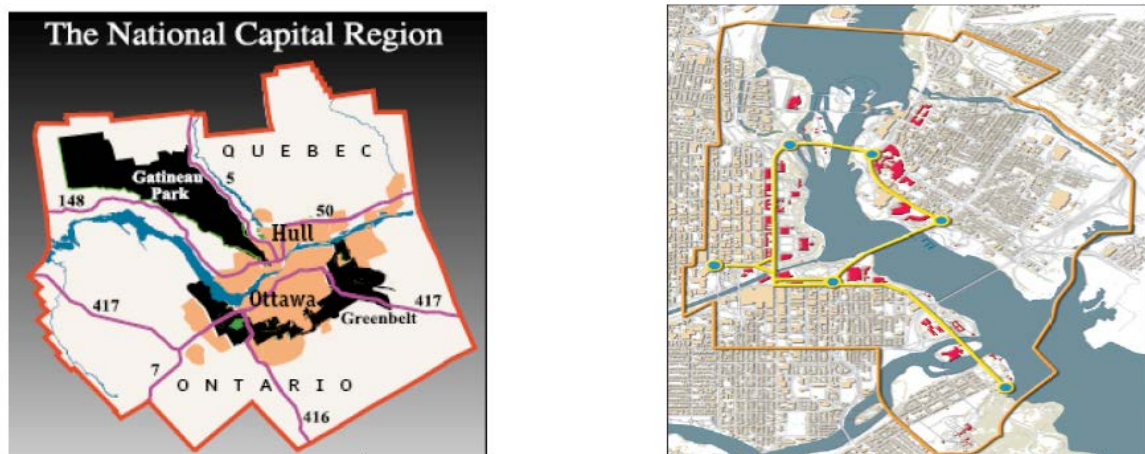 The National Capital Region
QUEBEC
Gatineau
Park
5
148
50
Hull
417
Ottawa
417
Greenbelt
7
ONTARIO
416